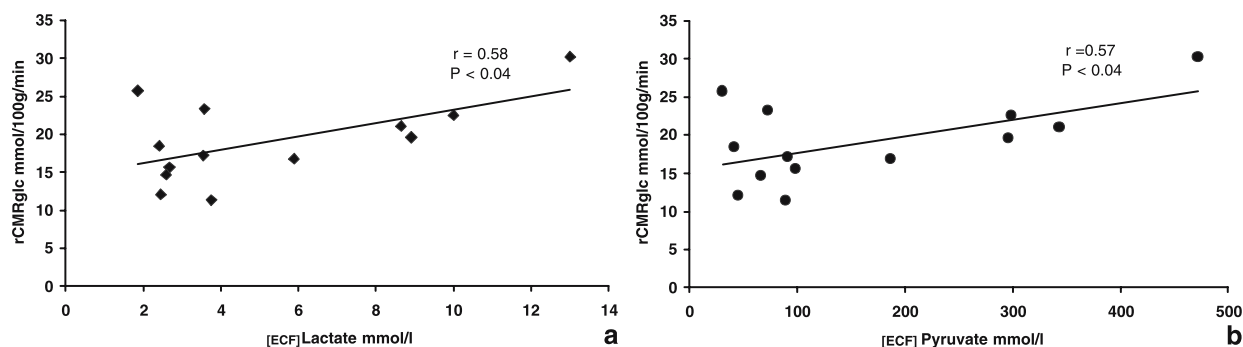 35
30
25
20
15
10
5
0
rCMRglc mmol/100g/min
r = 0.58
P < 0.04
0 2 4 6 8 10 12 14
[ECF]Lactate mmol/l
a
35
30
25
20
15
10
5
0
rCMRglc mmol/100g/min
r =0.57
P < 0.04
0 100 200 300 400 500
[ECF] Pyruvate mmol/l
b